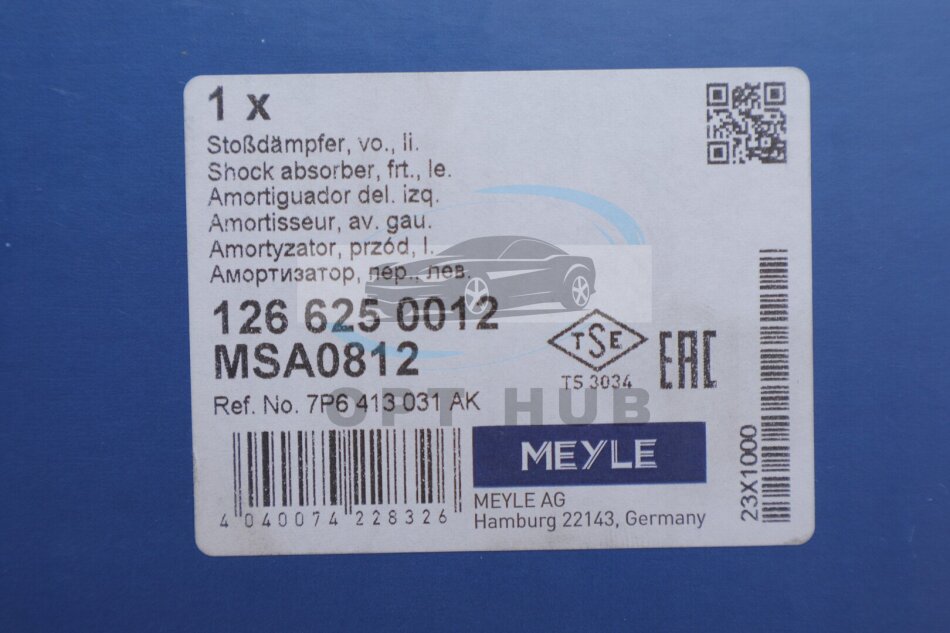 1 x
Stoßdämpfer, vo., li.
Shock absorber, frt., le.
Amortiguador del. izq.
Amortisseur, av. gau.
Amortyzator, przód, l.
Амортизатор, пер., лев.
126 625 0012
MSA0812
Ref. No. 7P6 413 031 AK
TSE
TS 3034
EAC
OPT HUB
4 040074 228326
MEYLE
MEYLE AG
Hamburg 22143, Germany
23X1000